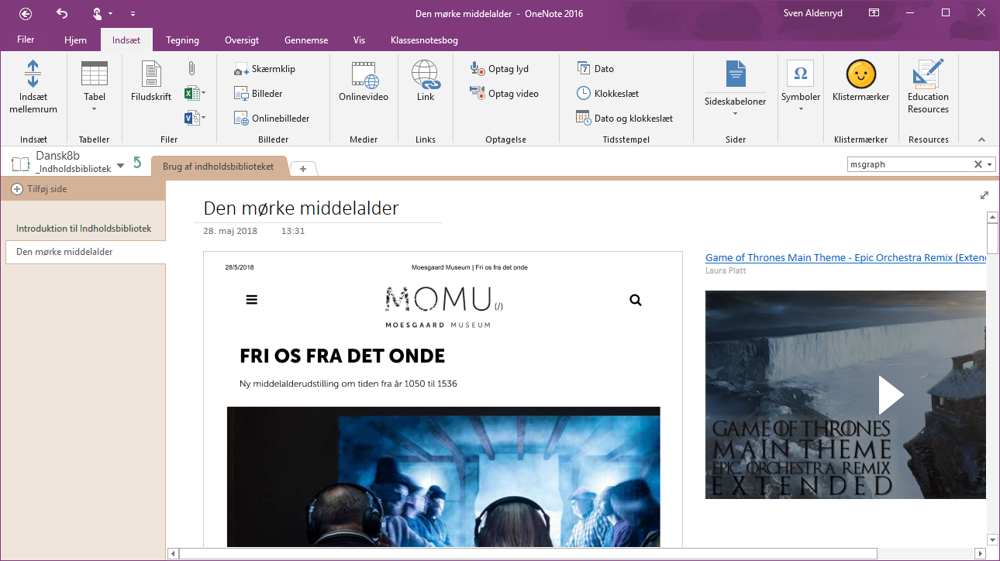 Den mørke middelalder - OneNote 2016
Sven Aldenryd
Filer
Hjem
Indsæt
Tegning
Oversigt
Gennemse
Vis
Klassesnotesbog
Indsæt
mellemrum
Tabel
Filudskrift
Skærmklip
Billeder
Onlinebilleder
Onlinevideo
Link
Optag lyd
Optag video
7
Dato
Klokkeslæt
Dato og klokkeslæt
Sideskabeloner
Ω
Symboler
Klistermærker
Education
Resources
Indsæt
Tabeller
Filer
Billeder
Medier
Links
Optagelse
Tidsstempel
Sider
Klistermærker
Resources
Dansk8b
_Indholdsbibliotek
Brug af indholdsbiblioteket
+
msgraph
Tilføj side
Introduktion til Indholdsbibliotek
Den mørke middelalder
Den mørke middelalder
28. maj 2018
13:31
28/5/2018
Moesgaard Museum | Fri os fra det onde
MOMU(/)
MOESGAARD MUSEUM
FRI OS FRA DET ONDE
Ny middelalderudstilling om tiden fra år 1050 til 1536
Game of Thrones Main Theme - Epic Orchestra Remix (Exten
Laura Platt
GAME OF THRONES
MAIN THEME
EPIC ORCHESTRA REMIX
EXTENDED